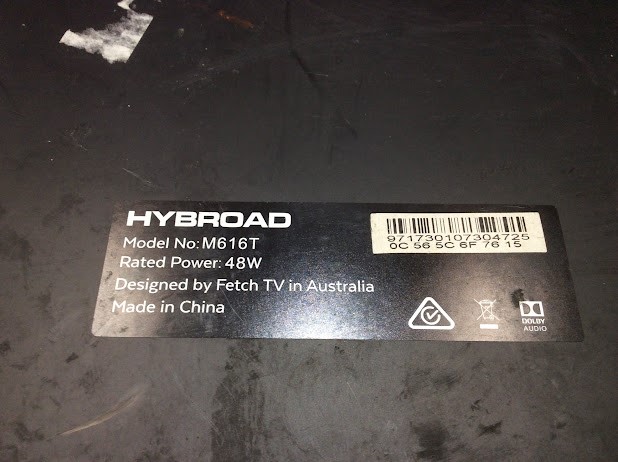 HYBROAD
Model No: M616T
Rated Power: 48W
Designed by Fetch TV in Australia
Made in China
971730107304725
0C 56 5C 6F 76 15
DOLBY
AUDIO